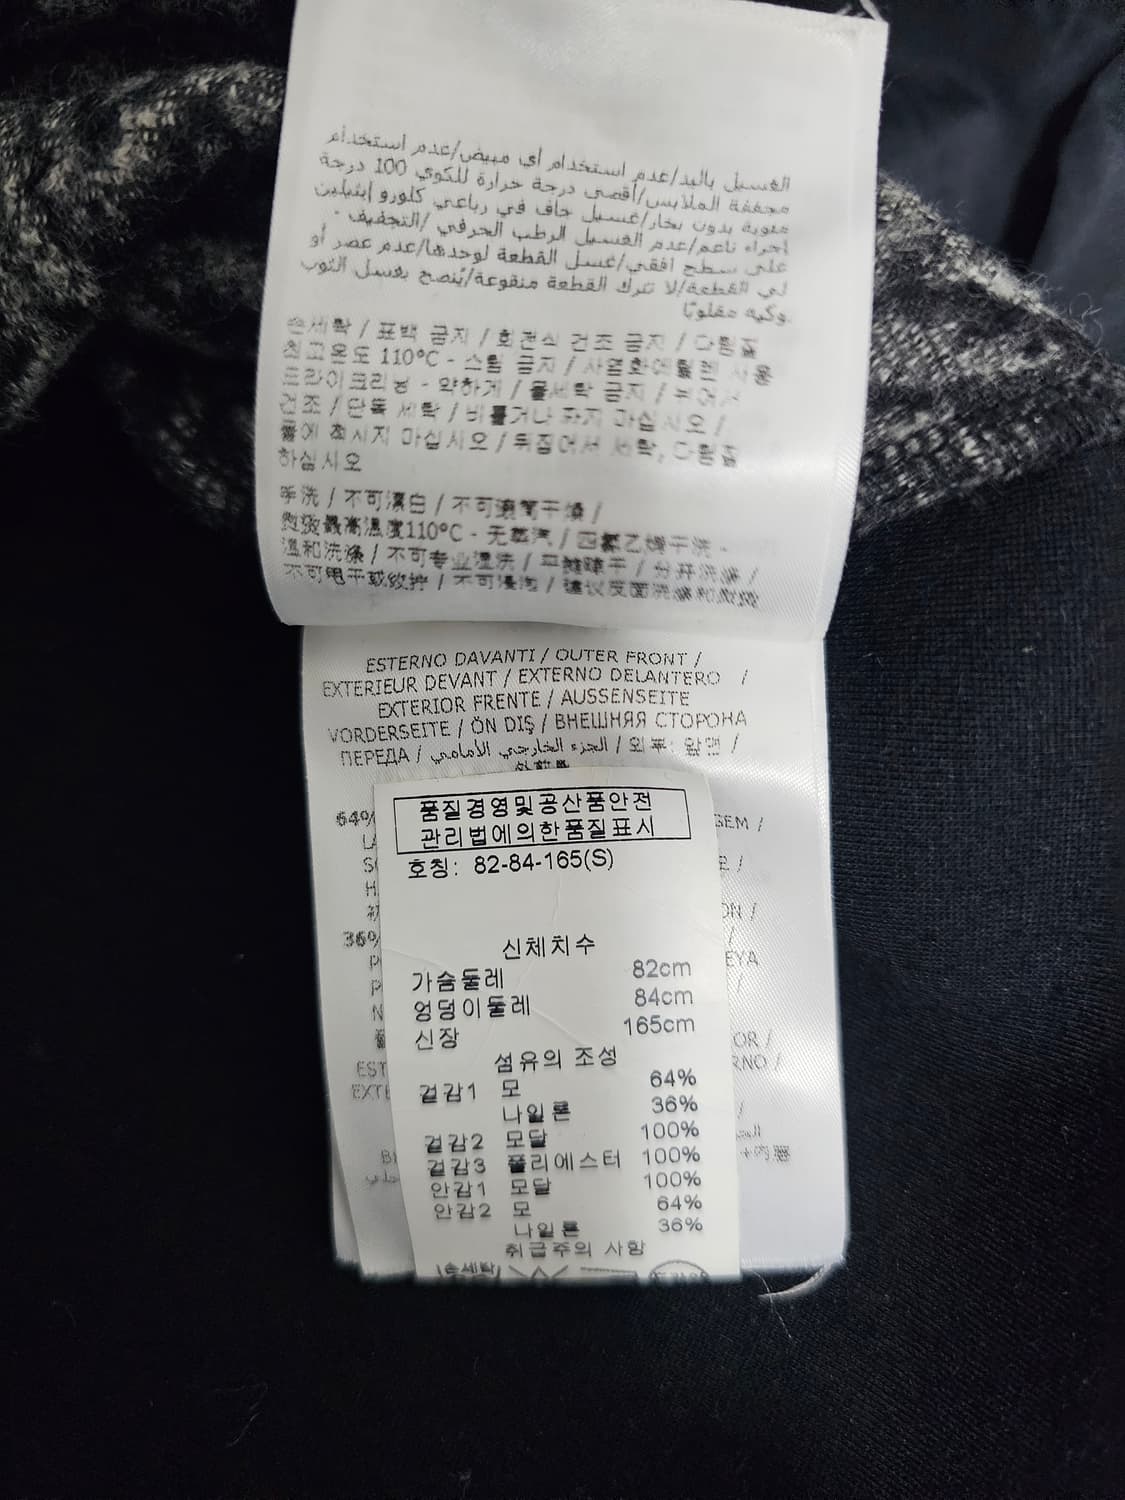 الغسيل باليد/عدم استخدام أي مبيض/عدم استخدام
مجففة الملابس/أقصى درجة حرارة للكوي 100 درجة
مئوية بدون بخار/غسيل جاف في رباعي كلورو إيثيلين
إجراء ناعم/عدم الغسيل الرطب الحرفي /التجفيف -
على سطح افقي/غسل القطعة لوحدها/عدم عصر أو
لي القطعة/لا تترك القطعة منقوعة/يُنصح بغسل الثوب
وكيه مقلوبًا.
손세탁 / 표백 금지 / 회전식 건조 금지 / 다림질
최고온도 110°C - 스팀 금지 / 사염화에틸렌 사용
드라이크리닝 - 약하게 / 물세탁 금지 / 뉘어서
건조 / 단독 세탁 / 비틀거나 짜지 마십시오 /
물에 적시지 마십시오 / 뒤집어서 세탁, 다림질
하십시오
手洗 / 不可漂白 / 不可滚筒干燥 /
熨烫最高温度110°C - 无蒸汽 / 四氯乙烯干洗 -
温和洗涤 / 不可专业湿洗 / 平铺晾干 / 分开洗涤 /
不可甩干或绞拧 / 不可浸泡 / 建议反面洗涤和熨烫
ESTERNO DAVANTI / OUTER FRONT /
EXTERIEUR DEVANT / EXTERNO DELANTERO /
EXTERIOR FRENTE / AUSSENSEITE
VORDERSEITE / ÖN DIŞ / ВНЕШНЯЯ СТОРОНА
ПЕРЕДА / الجزء الخارجي الأمامي / 외부: 앞면 /
64%
36%
품질경영및공산품안전
관리법에의한품질표시
호칭: 82-84-165(S)
신체치수
가슴둘레 82cm
엉덩이둘레 84cm
신장 165cm
섬유의 조성
겉감1 모 64%
나일론 36%
겉감2 모달 100%
겉감3 폴리에스터 100%
안감1 모달 100%
안감2 모 64%
나일론 36%
취급주의 사항
손세탁